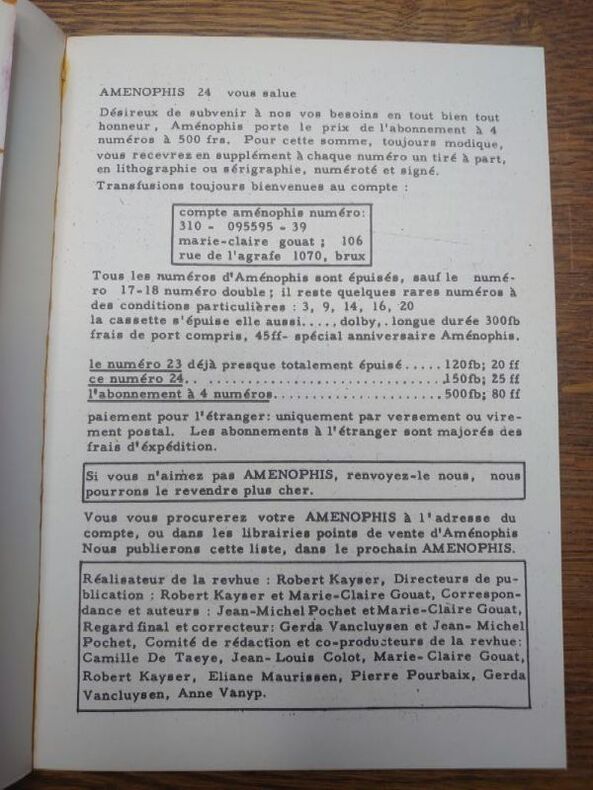 AMENOPHIS 24 vous salue
Désireux de subvenir à nos vos besoins en tout bien tout
honneur, Aménophis porte le prix de l'abonnement à 4
numéros à 500 frs. Pour cette somme, toujours modique,
vous recevrez en supplément à chaque numéro un tiré à part,
en lithographie ou sérigraphie, numéroté et signé.
Transfusions toujours bienvenues au compte :
compte aménophis numéro:
310 - 095595 - 39
marie-claire gouat ; 106
rue de l'agrafe 1070, brux
Tous les numéros d'Aménophis sont épuisés, sauf le numé-
ro 17-18 numéro double ; il reste quelques rares numéros à
des conditions particulières : 3, 9, 14, 16, 20
la cassette s'épuise elle aussi...., dolby,. longue durée 300fb
frais de port compris, 45ff- spécial anniversaire Aménophis.
le numéro 23 déjà presque totalement épuisé..... 120fb; 20 ff
ce numéro 24.. ............................150fb; 25 ff
l'abonnement à 4 numéros....................500fb; 80 ff
paiement pour l'étranger: uniquement par versement ou vire-
ment postal. Les abonnements à l'étranger sont majorés des
frais d'éxpédition.
Si vous n'aimez pas AMENOPHIS, renvoyez-le nous, nous
pourrons le revendre plus cher.
Vous vous procurerez votre AMENOPHIS à l'adresse du
compte, ou dans les librairies points de vente d'Aménophis
Nous publierons cette liste, dans le prochain AMENOPHIS.
Réalisateur de la revhue : Robert Kayser, Directeurs de pu-
blication : Robert Kayser et Marie-Claire Gouat, Correspon-
dance et auteurs : Jean-Michel Pochet et Marie-Claire Gouat,
Regard final et correcteur: Gerda Vancluysen et Jean- Michel
Pochet, Comité de rédaction et co-producteurs de la revhue:
Camille De Taeye, Jean-Louis Colot, Marie-Claire Gouat,
Robert Kayser, Eliane Maurissen, Pierre Pourbaix, Gerda
Vancluysen, Anne Vanyp.